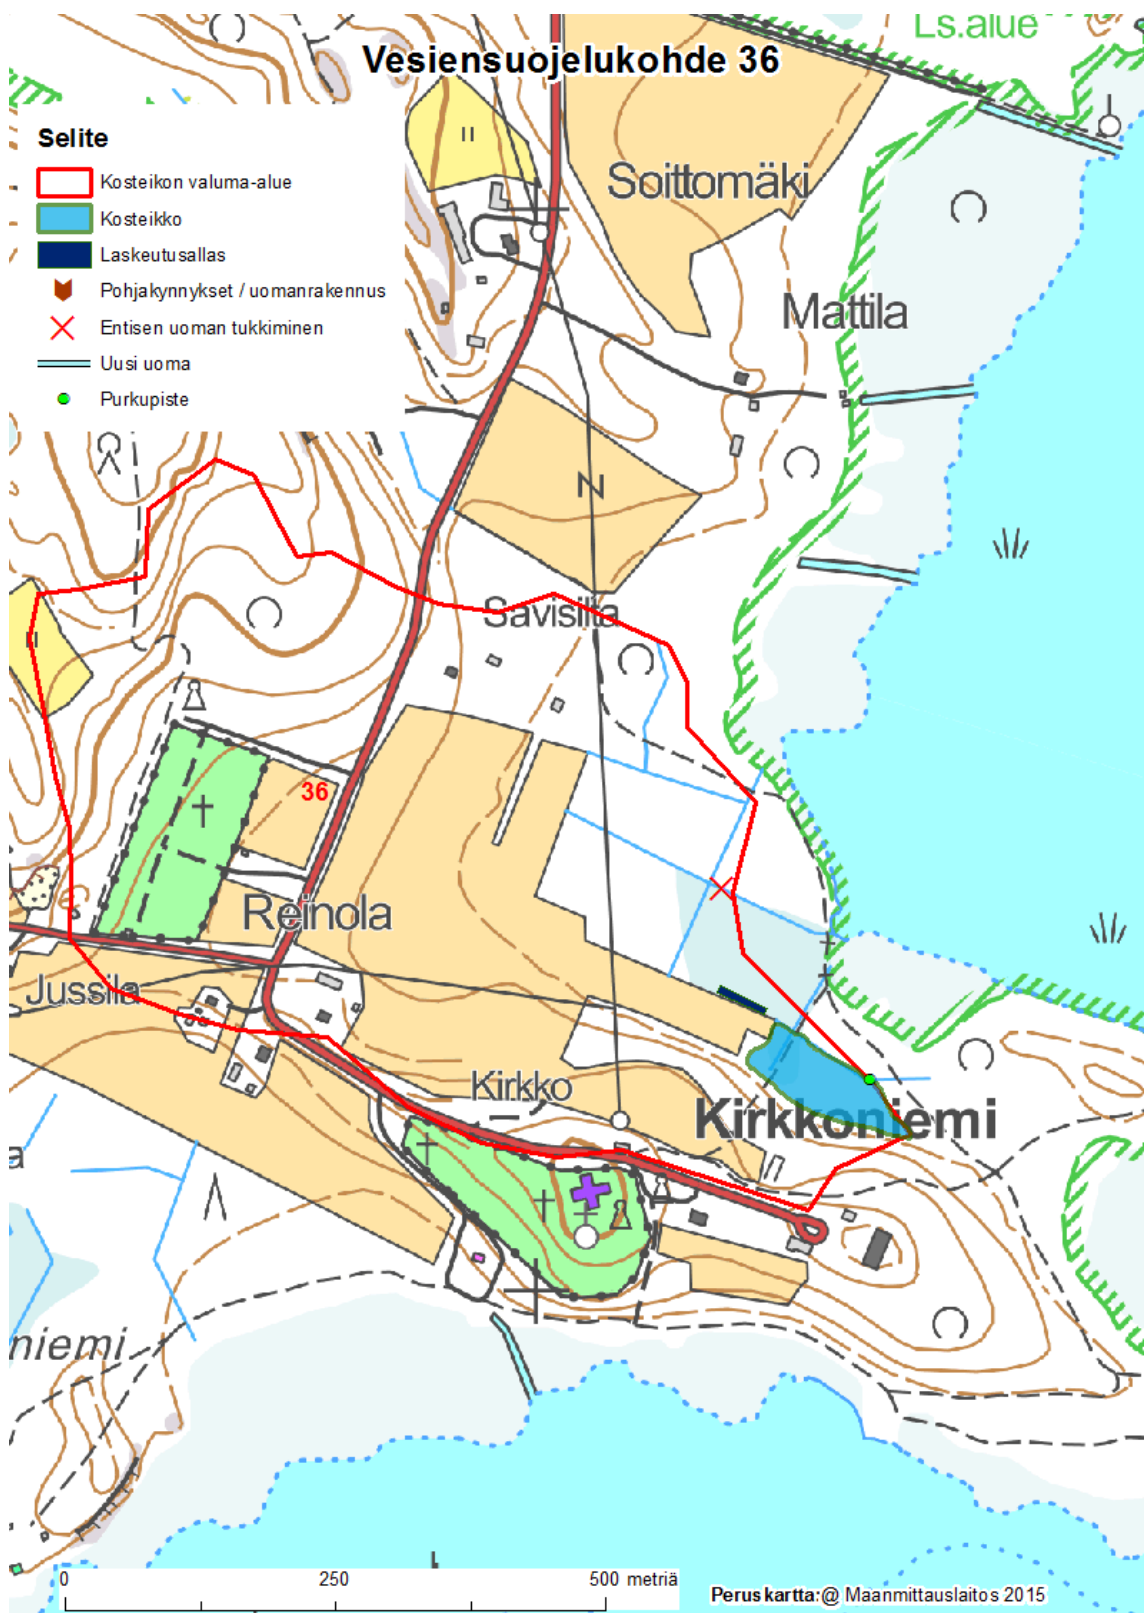 Ls.alue
Vesiensuojelukohde 36
Selite
Kosteikon valuma-alue
Kosteikko
Laskeutusallas
Pohjakynnykset / uomanrakennus
Entisen uoman tukkiminen
Uusi uoma
Purkupiste
Soittomäki
Mattila
Savisilta
36
Reinola
Jussila
Kirkko
Kirkkoniemi
a
niemi
0 250 500 metriä
Peruskartta:@ Maanmittauslaitos 2015